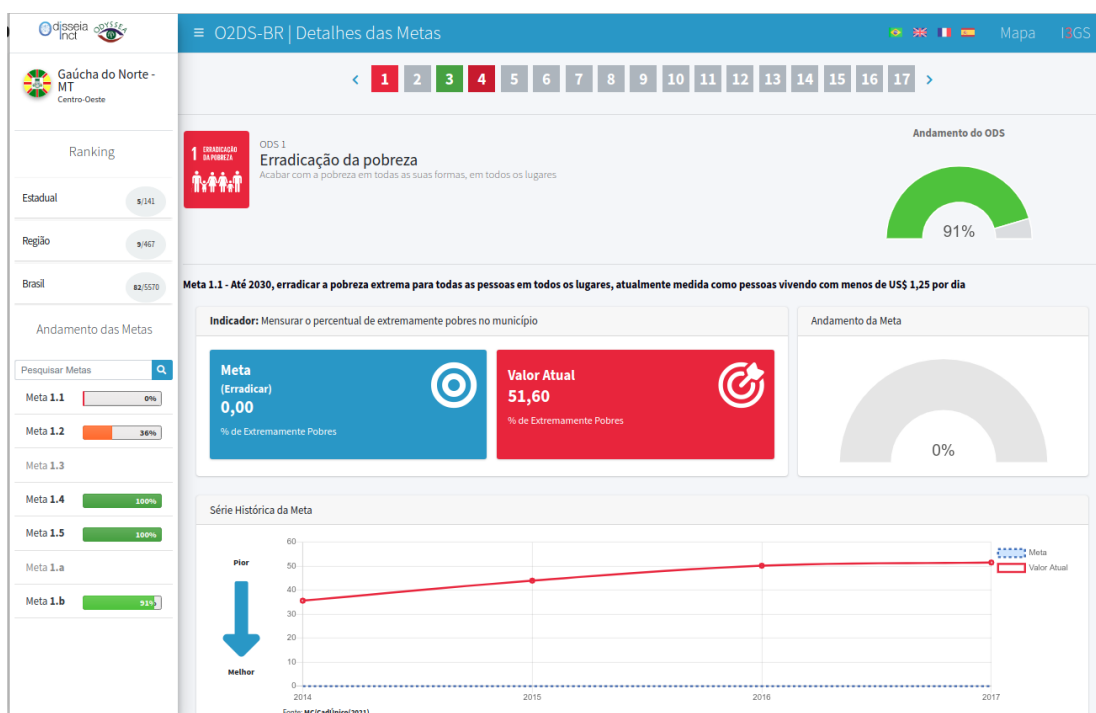 Odisseia
Inct
ODYSSEA
≡ O2DS-BR | Detalhes das Metas
Mapa
I3GS
Gaúcha do Norte -
MT
Centro-Oeste
Ranking
Estadual
5/141
Região
9/467
Brasil
82/5570
Andamento das Metas
Pesquisar Metas
Meta 1.1
0%
Meta 1.2
36%
Meta 1.3
Meta 1.4
100%
Meta 1.5
100%
Meta 1.a
Meta 1.b
91%
‹ 1 2 3 4 5 6 7 8 9 10 11 12 13 14 15 16 17 ›
1 ERRADICAÇÃO
DA POBREZA
ODS 1
Erradicação da pobreza
Acabar com a pobreza em todas as suas formas, em todos os lugares
Andamento do ODS
91%
Meta 1.1 - Até 2030, erradicar a pobreza extrema para todas as pessoas em todos os lugares, atualmente medida como pessoas vivendo com menos de US$ 1,25 por dia
Indicador: Mensurar o percentual de extremamente pobres no município
Meta
(Erradicar)
0,00
% de Extremamente Pobres
Valor Atual
51,60
% de Extremamente Pobres
Andamento da Meta
0%
Série Histórica da Meta
Pior
Melhor
60
50
40
30
20
10
0
2014
2015
2016
2017
Meta
Valor Atual
Fonte: MC/CadÚnico(2021)